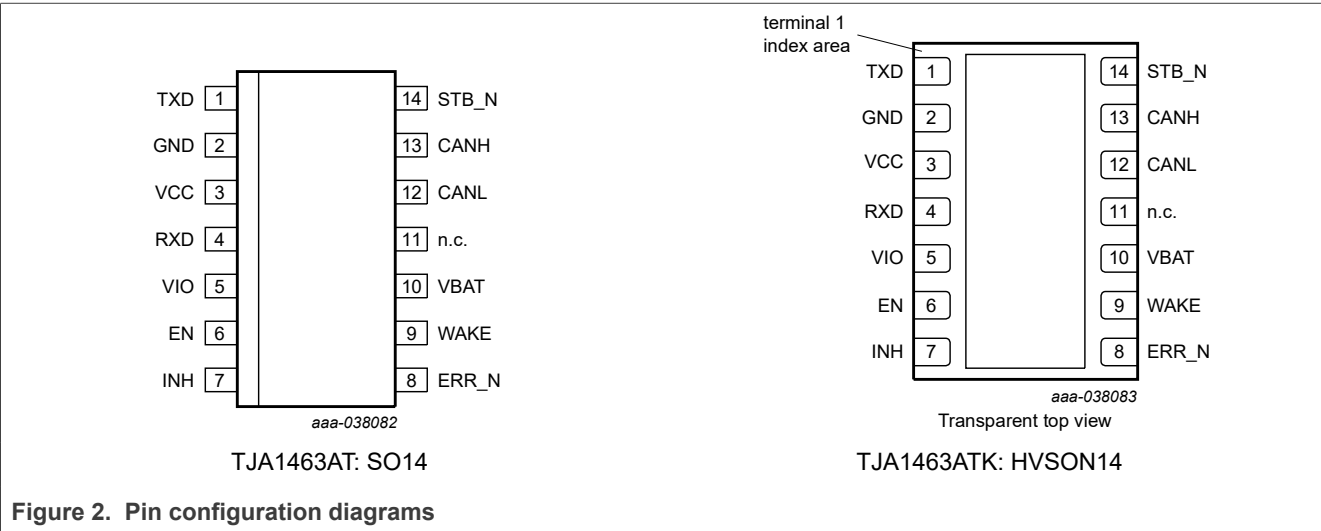 TXD 1 14 STB_N
GND 2 13 CANH
VCC 3 12 CANL
RXD 4 11 n.c.
VIO 5 10 VBAT
EN 6 9 WAKE
INH 7 8 ERR_N
aaa-038082
TJA1463AT: SO14
terminal 1
index area
TXD 1 14 STB_N
GND 2 13 CANH
VCC 3 12 CANL
RXD 4 11 n.c.
VIO 5 10 VBAT
EN 6 9 WAKE
INH 7 8 ERR_N
aaa-038083
Transparent top view
TJA1463ATK: HVSON14
Figure 2. Pin configuration diagrams